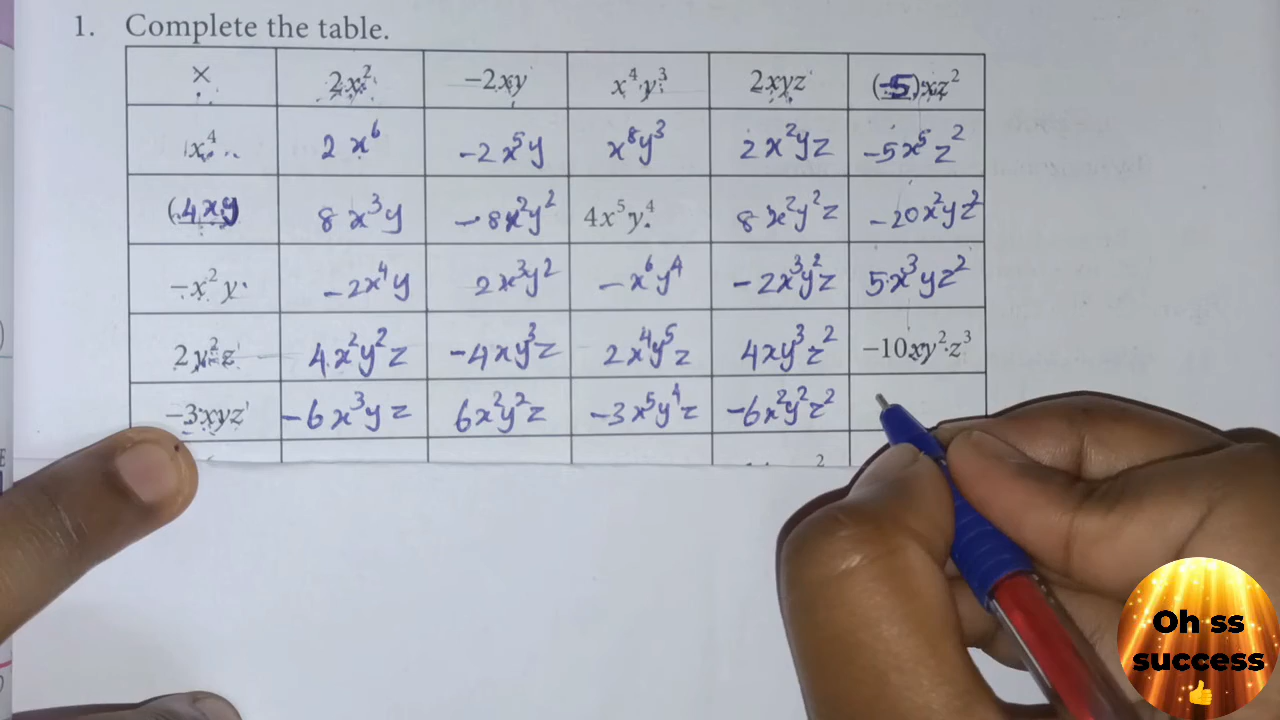 1. Complete the table.
× 2x² −2xy x⁴y³ 2xyz (-5)xz²
x⁴ 2x⁶ -2x⁵y x⁸y³ 2x²yz -5x⁵z²
(4xy 8x³y -8x²y² 4x⁵y⁴ 8x²y²z -20x²yz²
−x²y -2x⁴y 2x³y² -x⁶y⁴ -2x³y²z 5x³yz²
2y²z 4x²y²z -4xy³z 2x⁴y⁵z 4xy³z² −10xy²z³
−3xyz -6x³yz 6x²y²z -3x⁵y⁴z -6x²y²z²
2
E
Oh ss
success